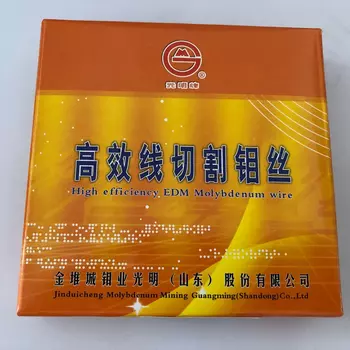 光明牌
®
高效线切割钼丝
High efficiency EDM Molybdenum wire
金堆城钼业光明（山东）股份有限公司
Jinduicheng Molybdenum Mining Guangming(Shandong)Co.,Ltd